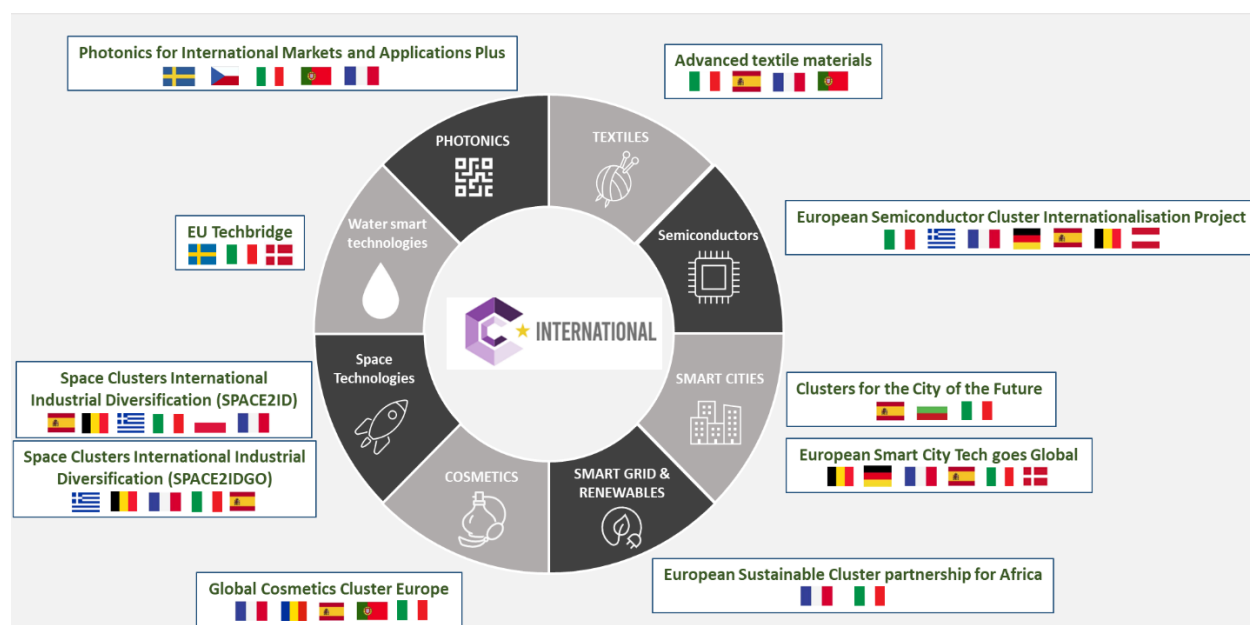 Photonics for International Markets and Applications Plus
Advanced textile materials
PHOTONICS
TEXTILES
Water smart
technologies
Semiconductors
EU Techbridge
European Semiconductor Cluster Internationalisation Project
INTERNATIONAL
Space
Technologies
SMART CITIES
Space Clusters International
Industrial Diversification (SPACE2ID)
Clusters for the City of the Future
Space Clusters International Industrial
Diversification (SPACE2IDGO)
European Smart City Tech goes Global
COSMETICS
SMART GRID &
RENEWABLES
Global Cosmetics Cluster Europe
European Sustainable Cluster partnership for Africa